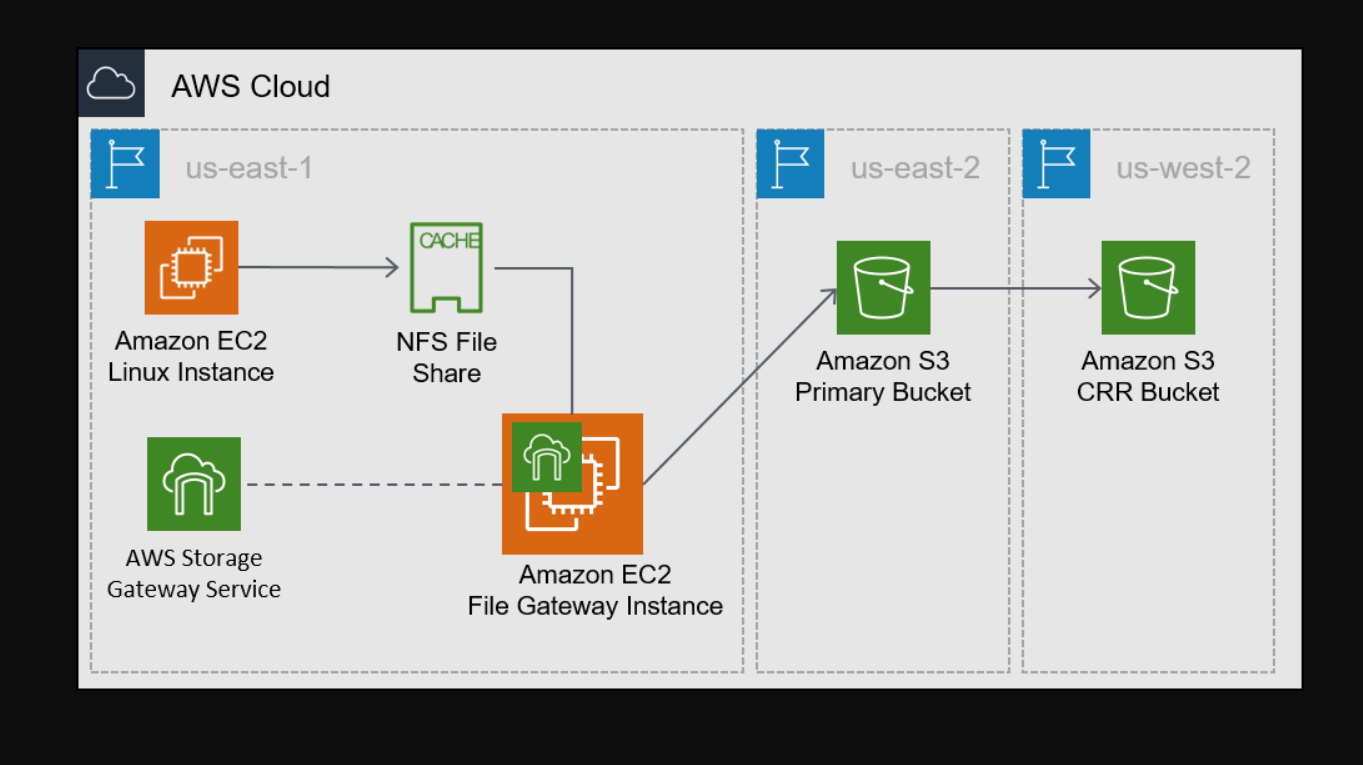 AWS Cloud
us-east-1
us-east-2
us-west-2
CACHE
Amazon EC2
Linux Instance
NFS File
Share
Amazon S3
Primary Bucket
Amazon S3
CRR Bucket
AWS Storage
Gateway Service
Amazon EC2
File Gateway Instance